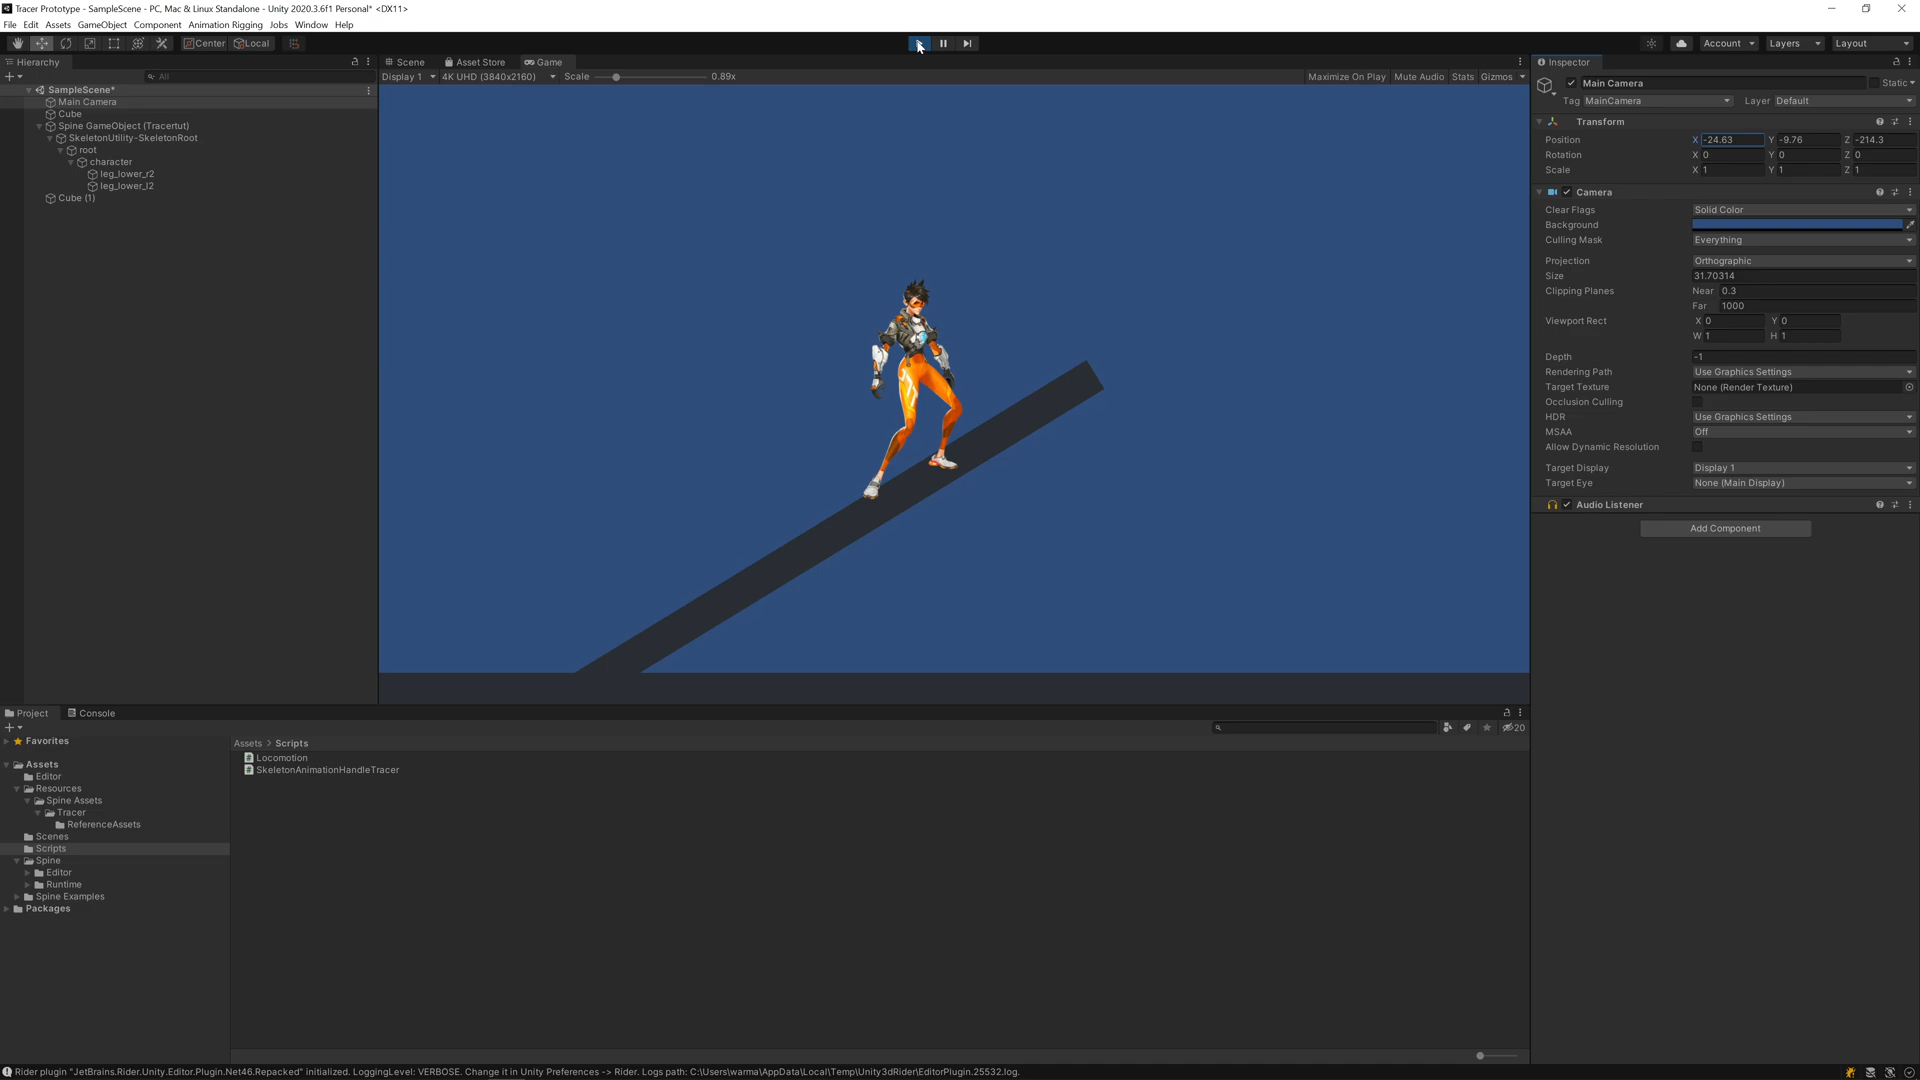 Tracer Prototype - SampleScene - PC, Mac & Linux Standalone - Unity 2020.3.6f1 Personal* <DX11>
File Edit Assets GameObject Component Animation Rigging Jobs Window Help
Center Local Account Layers Layout
Hierarchy
All
SampleScene*
Main Camera
Cube
Spine GameObject (Tracertut)
SkeletonUtility-SkeletonRoot
root
character
leg_lower_r2
leg_lower_l2
Cube (1)
Scene Asset Store Game
Display 1 4K UHD (3840x2160) Scale 0.89x Maximize On Play Mute Audio Stats Gizmos
Inspector
Main Camera Static
Tag MainCamera Layer Default
Transform
Position X -24.63 Y -9.76 Z -214.3
Rotation X 0 Y 0 Z 0
Scale X 1 Y 1 Z 1
Camera
Clear Flags Solid Color
Background
Culling Mask Everything
Projection Orthographic
Size 31.70314
Clipping Planes Near 0.3
Far 1000
Viewport Rect X 0 Y 0
W 1 H 1
Depth -1
Rendering Path Use Graphics Settings
Target Texture None (Render Texture)
Occlusion Culling
HDR Use Graphics Settings
MSAA Off
Allow Dynamic Resolution
Target Display Display 1
Target Eye None (Main Display)
Audio Listener
Add Component
Project Console
20
Favorites
Assets
Editor
Resources
Spine Assets
Tracer
ReferenceAssets
Scenes
Scripts
Spine
Editor
Runtime
Spine Examples
Packages
Assets > Scripts
Locomotion
SkeletonAnimationHandleTracer
Rider plugin "JetBrains.Rider.Unity.Editor.Plugin.Net46.Repacked" initialized. LoggingLevel: VERBOSE. Change it in Unity Preferences -> Rider. Logs path: C:\Users\warma\AppData\Local\Temp\Unity3dRider\EditorPlugin.25532.log.